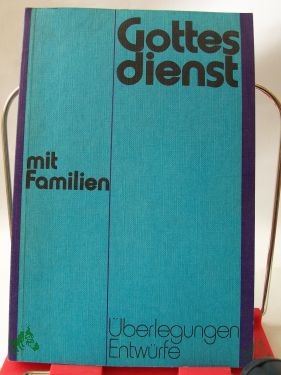 Gottes
dienst
mit
Familien
Überlegungen
Entwürfe